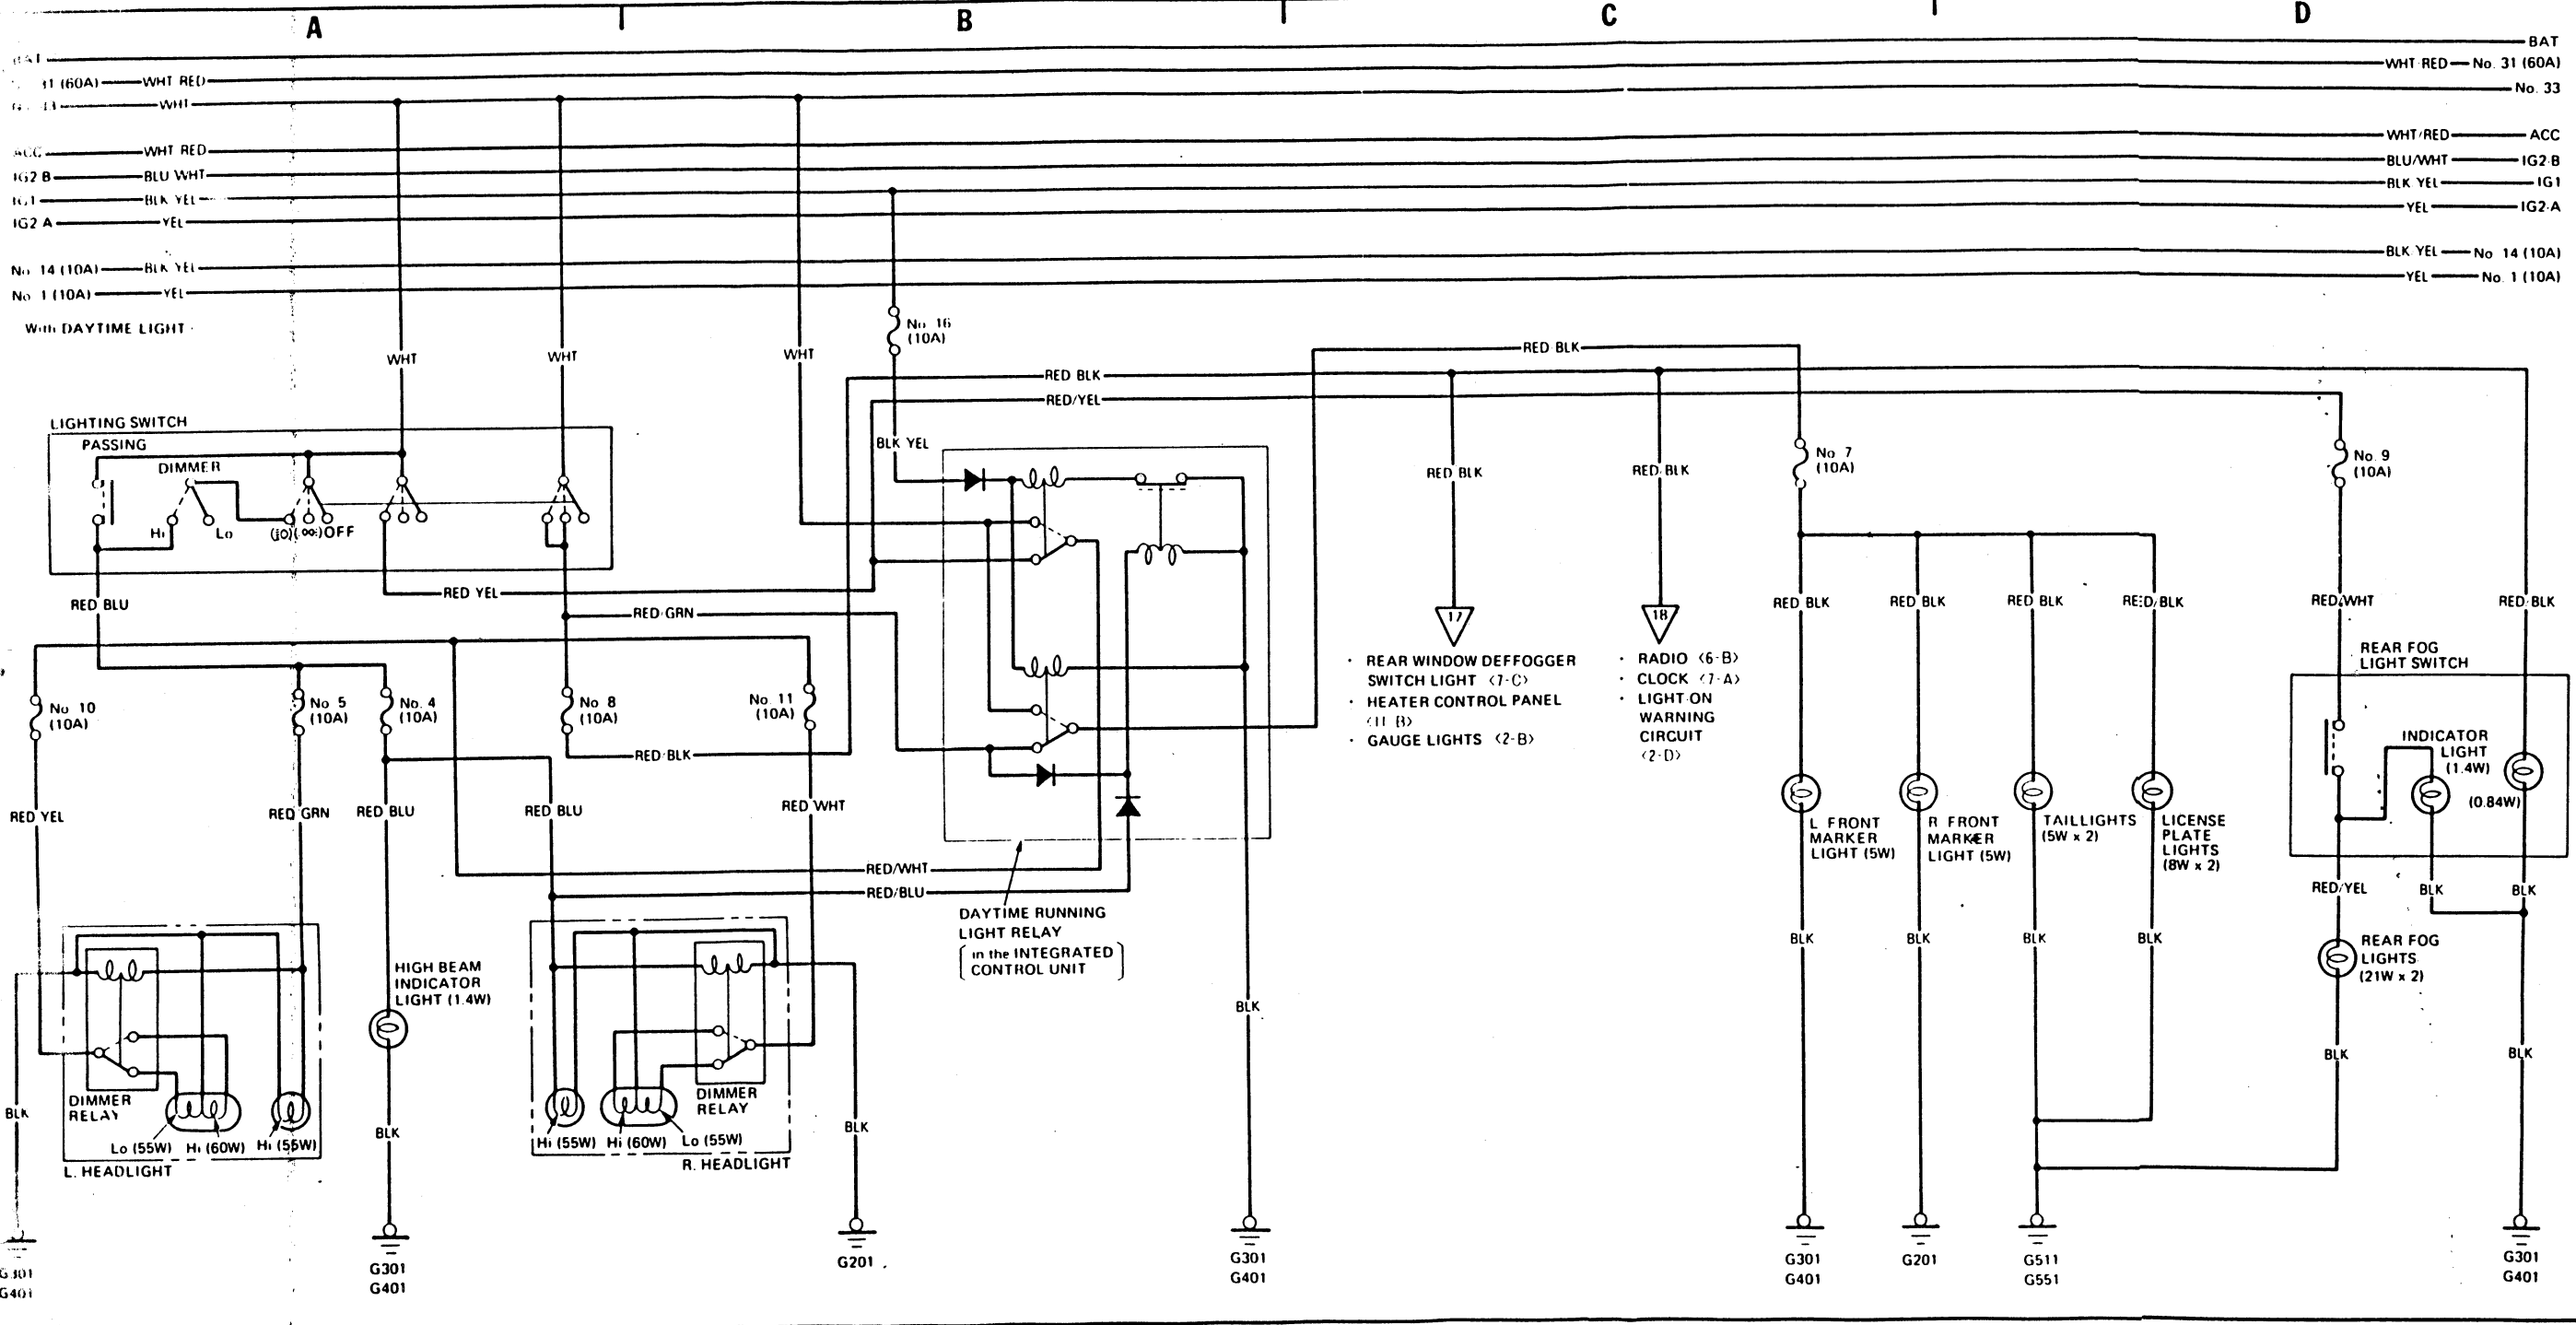 A
B
C
D
BAT
31 (60A) WHT RED
WHT
ACC WHT RED
IG2 B BLU WHT
IG1 BLK YEL
IG2 A YEL
No 14 (10A) BLK YEL
No 1 (10A) YEL
BAT
WHT RED No. 31 (60A)
No. 33
WHT/RED ACC
BLU/WHT IG2-B
BLK YEL IG1
YEL IG2-A
BLK YEL No 14 (10A)
YEL No. 1 (10A)
With DAYTIME LIGHT
WHT
WHT
WHT
No 16
(10A)
RED BLK
RED BLK
RED/YEL
BLK YEL
LIGHTING SWITCH
PASSING
DIMMER
Hi
Lo
OFF
RED BLU
RED YEL
RED GRN
RED BLK
RED BLK
No 7
(10A)
No. 9
(10A)
17
18
· REAR WINDOW DEFFOGGER
SWITCH LIGHT <7-C>
· HEATER CONTROL PANEL
<11 B>
· GAUGE LIGHTS <2-B>
· RADIO <6-B>
· CLOCK <7-A>
· LIGHT-ON
WARNING
CIRCUIT
<2-D>
RED BLK
RED BLK
RED BLK
RED/BLK
RED/WHT
RED BLK
REAR FOG
LIGHT SWITCH
INDICATOR
LIGHT
(1.4W)
(0.84W)
No 10
(10A)
No 5
(10A)
No. 4
(10A)
No 8
(10A)
No. 11
(10A)
RED BLK
RED YEL
RED GRN
RED BLU
RED BLU
RED WHT
RED/WHT
RED/BLU
DAYTIME RUNNING
LIGHT RELAY
in the INTEGRATED
CONTROL UNIT
L FRONT
MARKER
LIGHT (5W)
R FRONT
MARKER
LIGHT (5W)
TAILLIGHTS
(5W x 2)
LICENSE
PLATE
LIGHTS
(8W x 2)
RED/YEL
BLK
BLK
REAR FOG
LIGHTS
(21W x 2)
HIGH BEAM
INDICATOR
LIGHT (1.4W)
BLK
BLK
BLK
BLK
BLK
BLK
BLK
BLK
BLK
BLK
DIMMER
RELAY
Lo (55W)
Hi (60W)
Hi (55W)
L. HEADLIGHT
DIMMER
RELAY
Hi (55W)
Hi (60W)
Lo (55W)
R. HEADLIGHT
G301
G401
G301
G401
G201
G301
G401
G301
G401
G201
G511
G551
G301
G401